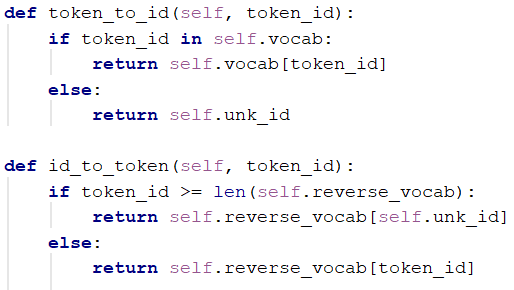 def token_to_id(self, token_id):
    if token_id in self.vocab:
        return self.vocab[token_id]
    else:
        return self.unk_id

def id_to_token(self, token_id):
    if token_id >= len(self.reverse_vocab):
        return self.reverse_vocab[self.unk_id]
    else:
        return self.reverse_vocab[token_id]